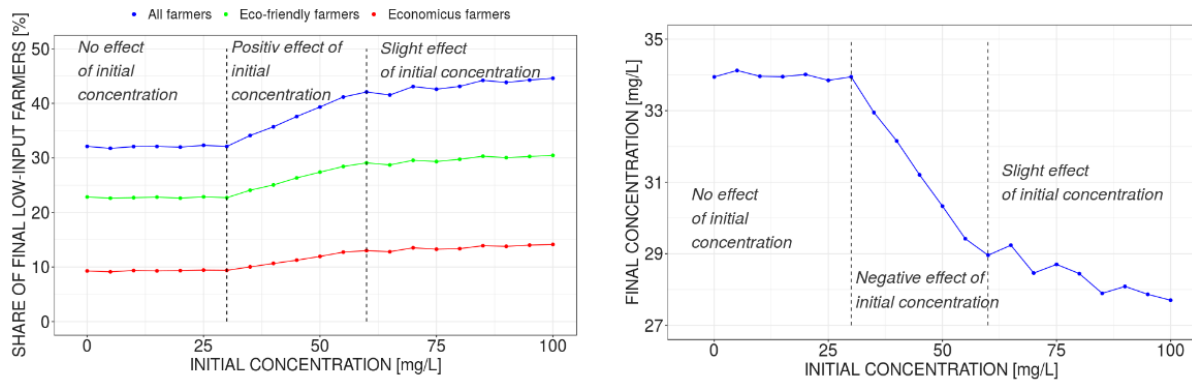 All farmers Eco-friendly farmers Economicus farmers
SHARE OF FINAL LOW-INPUT FARMERS [%]
50
40
30
20
10
0
No effect
of initial
concentration
Positiv effect of
initial
concentration
Slight effect
of initial concentration
0 25 50 75 100
INITIAL CONCENTRATION [mg/L]
FINAL CONCENTRATION [mg/L]
35
33
31
29
27
No effect
of initial
concentration
Negative effect of
initial concentration
Slight effect
of initial concentration
0 25 50 75 100
INITIAL CONCENTRATION [mg/L]